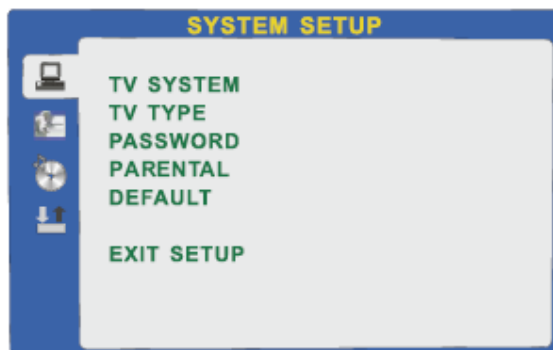 SYSTEM SETUP
TV SYSTEM
TV TYPE
PASSWORD
PARENTAL
DEFAULT
EXIT SETUP